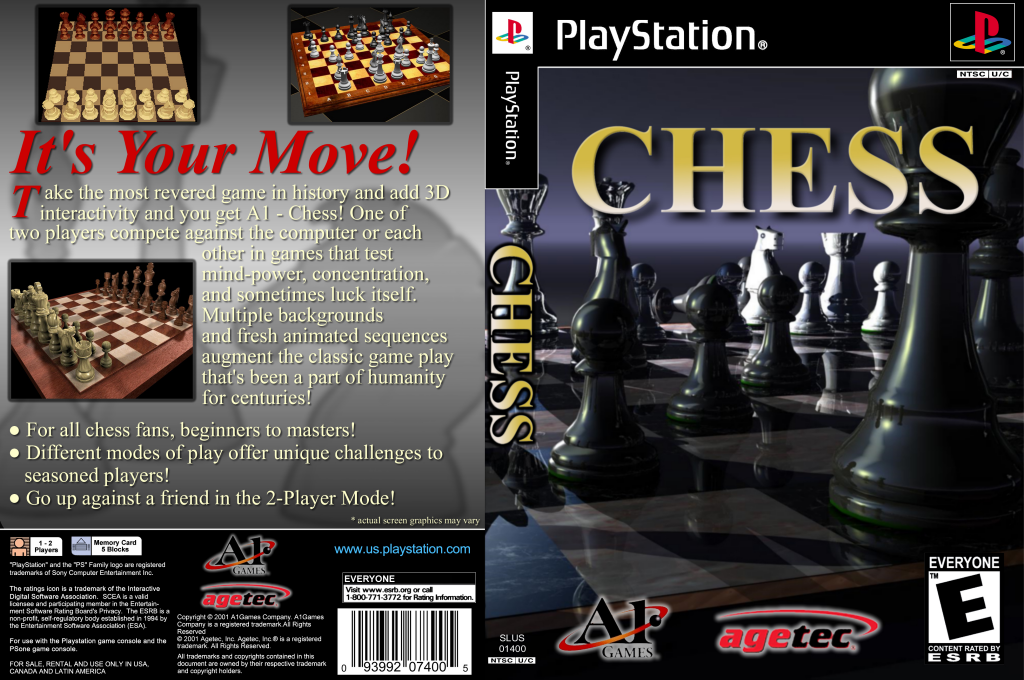 It's Your Move!
Take the most revered game in history and add 3D
interactivity and you get A1 - Chess! One of
two players compete against the computer or each
other in games that test
mind-power, concentration,
and sometimes luck itself.
Multiple backgrounds
and fresh animated sequences
augment the classic game play
that's been a part of humanity
for centuries!
● For all chess fans, beginners to masters!
● Different modes of play offer unique challenges to
seasoned players!
● Go up against a friend in the 2-Player Mode!
* actual screen graphics may vary
1 - 2
Players
Memory Card
5 Blocks
"PlayStation" and the "PS" Family logo are registered
trademarks of Sony Computer Entertainment Inc.
The ratings icon is a trademark of the Interactive
Digital Software Association. SCEA is a valid
licensee and participating member in the Entertain-
ment Software Rating Board's Privacy. The ESRB is a
non-profit, self-regulatory body established in 1994 by
the Entertainment Software Association (ESA).
For use with the Playstation game console and the
PSone game console.
FOR SALE, RENTAL AND USE ONLY IN USA,
CANADA AND LATIN AMERICA
A1
GAMES
agetec
Copyright © 2001 A1Games Company. A1Games
Company is a registered trademark.All Rights
Reserved
© 2001 Agetec, Inc. Agetec, Inc ® is a registered
trademark. All Rights Reserved.
All trademarks and copyrights contained in this
document are owned by their respective trademark
and copyright holders.
www.us.playstation.com
EVERYONE
Visit www.esrb.org or call
1-800-771-3772 for Rating Information.
0 93992 07400 5
PlayStation®
CHESS
SLUS
01400
NTSC U/C
PlayStation®
NTSC U/C
CHESS
A1
GAMES
agetec
EVERYONE
TM
E
CONTENT RATED BY
ESRB